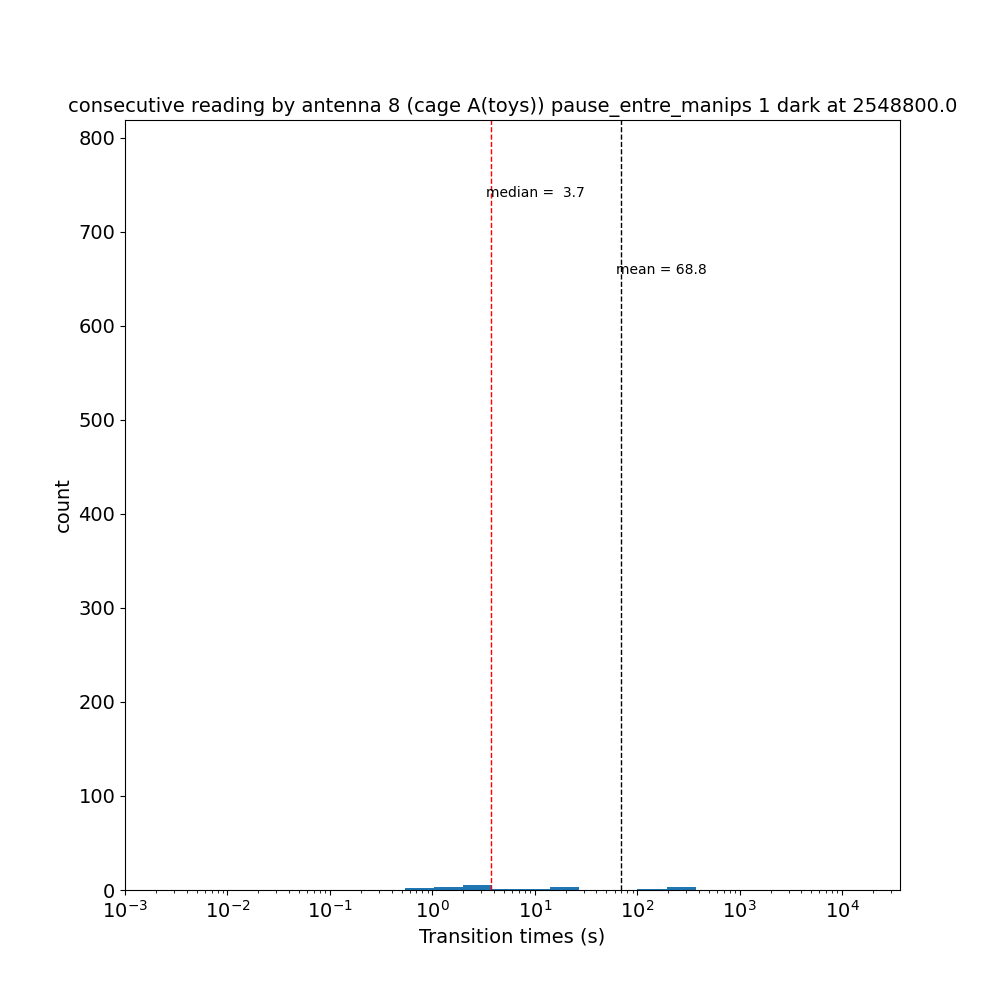 consecutive reading by antenna 8 (cage A(toys)) pause_entre_manips 1 dark at 2548800.0
800
median =  3.7
700
mean = 68.8
600
500
count
400
300
200
100
0
10⁻³ 10⁻² 10⁻¹ 10⁰ 10¹ 10² 10³ 10⁴
Transition times (s)